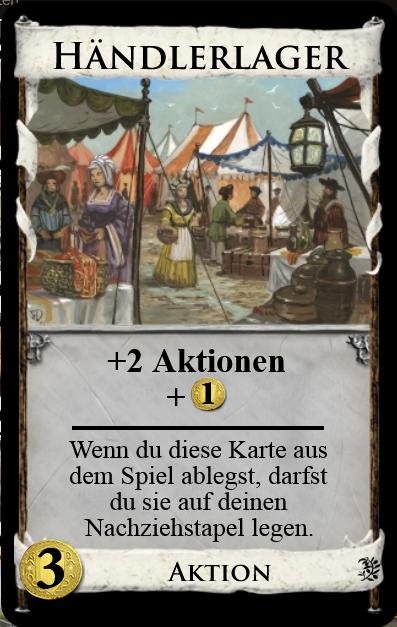 HÄNDLERLAGER
+2 Aktionen
+ 1
Wenn du diese Karte aus
dem Spiel ablegst, darfst
du sie auf deinen
Nachziehstapel legen.
3
AKTION